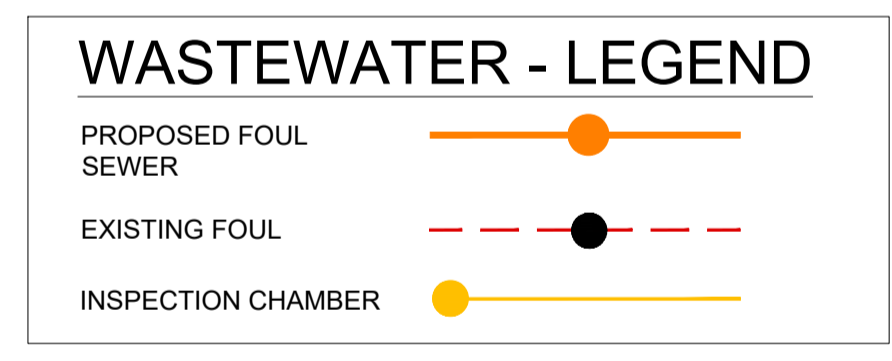 WASTEWATER - LEGEND
PROPOSED FOUL
SEWER
EXISTING FOUL
INSPECTION CHAMBER